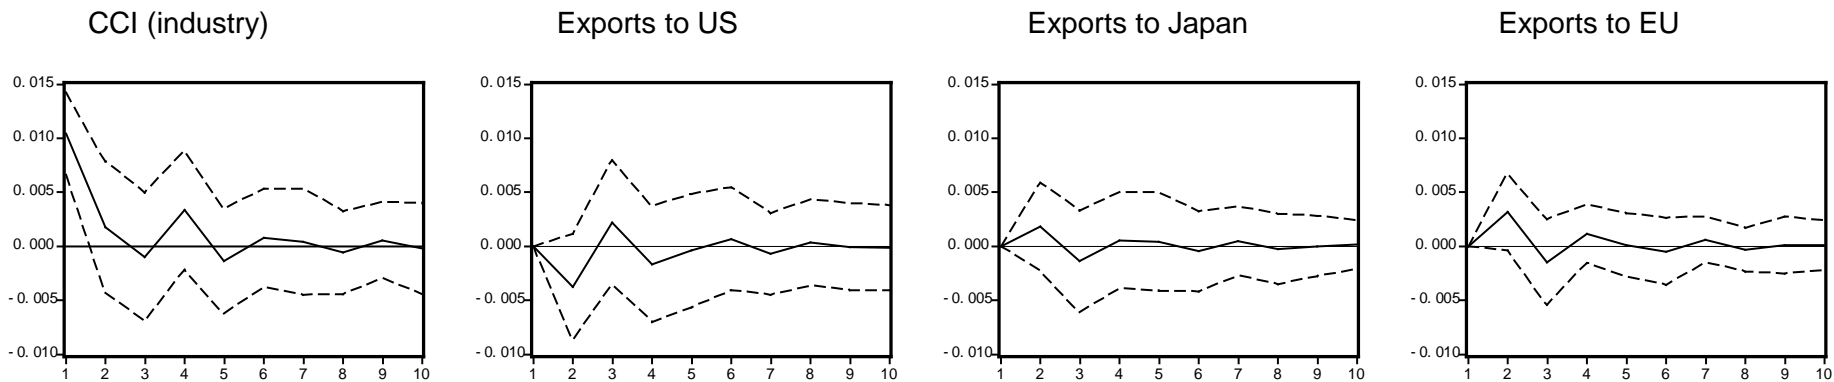 CCI (industry) Exports to US Exports to Japan Exports to EU
0. 015 0. 015 0. 015 0. 015
0. 010 0. 010 0. 010 0. 010
0. 005 0. 005 0. 005 0. 005
0. 000 0. 000 0. 000 0. 000
- 0. 005 - 0. 005 - 0. 005 - 0. 005
- 0. 010 - 0. 010 - 0. 010 - 0. 010
1 2 3 4 5 6 7 8 9 10 1 2 3 4 5 6 7 8 9 10 1 2 3 4 5 6 7 8 9 10 1 2 3 4 5 6 7 8 9 10